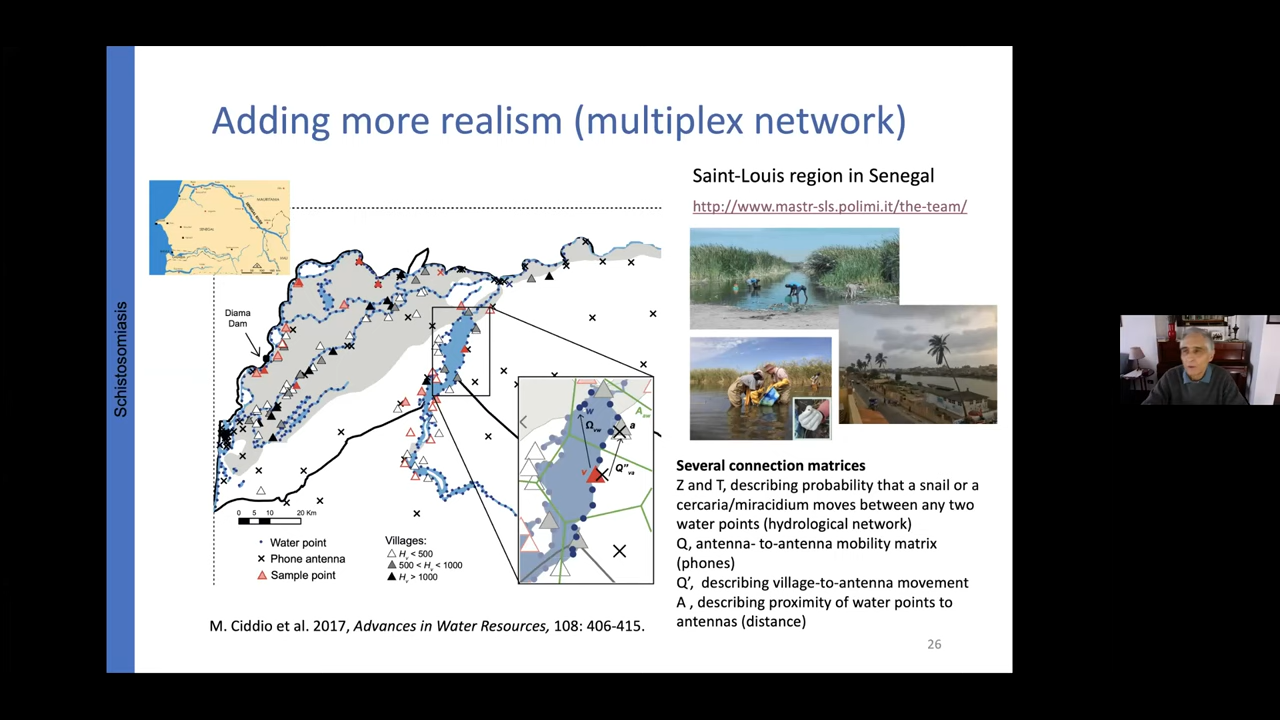 Adding more realism (multiplex network)
Schistosomiasis
SENEGAL
Diama
Dam
0 5 10 20 Km
Water point
Phone antenna
Sample point
Villages:
Hv < 500
500 < Hv < 1000
Hv > 1000
w
Ωvw
a
Aaw
v
Q''va
M. Ciddio et al. 2017, Advances in Water Resources, 108: 406-415.
Saint-Louis region in Senegal
http://www.mastr-sls.polimi.it/the-team/
Several connection matrices
Z and T, describing probability that a snail or a
cercaria/miracidium moves between any two
water points (hydrological network)
Q, antenna- to-antenna mobility matrix
(phones)
Q', describing village-to-antenna movement
A , describing proximity of water points to
antennas (distance)
26